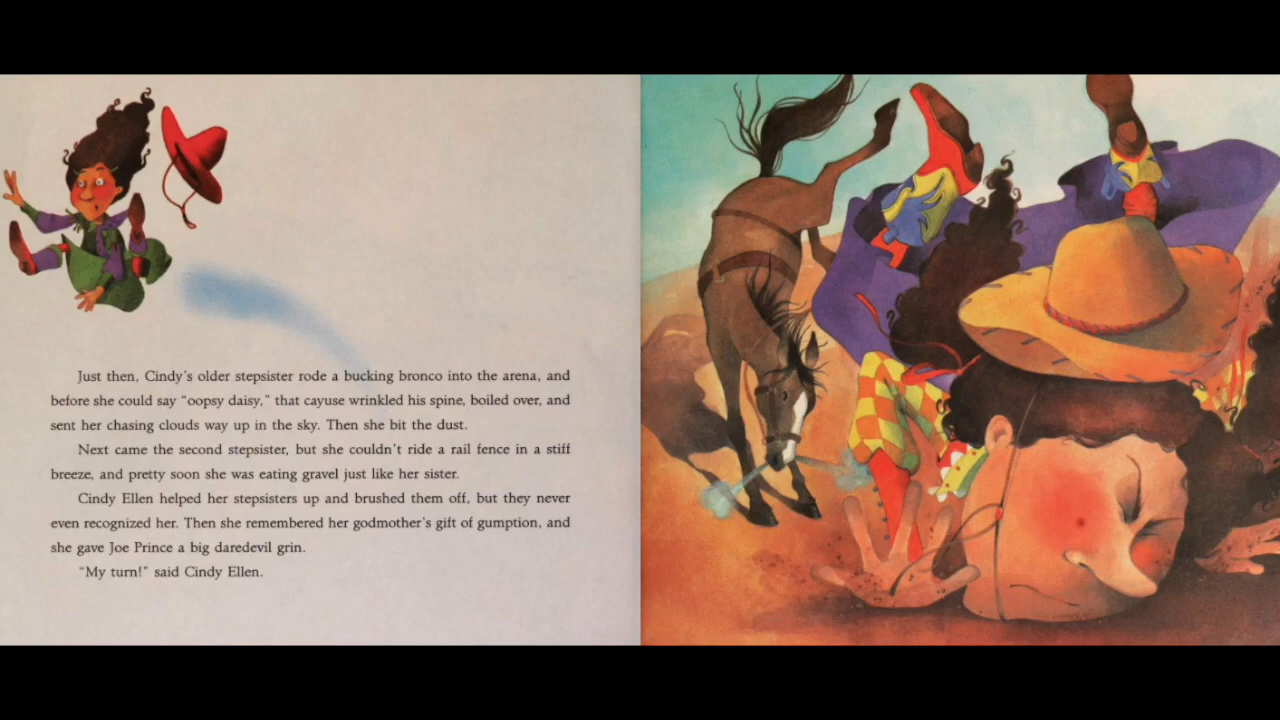 Just then, Cindy's older stepsister rode a bucking bronco into the arena, and
before she could say “oopsy daisy,” that cayuse wrinkled his spine, boiled over, and
sent her chasing clouds way up in the sky. Then she bit the dust.
Next came the second stepsister, but she couldn't ride a rail fence in a stiff
breeze, and pretty soon she was eating gravel just like her sister.
Cindy Ellen helped her stepsisters up and brushed them off, but they never
even recognized her. Then she remembered her godmother's gift of gumption, and
she gave Joe Prince a big daredevil grin.
“My turn!” said Cindy Ellen.